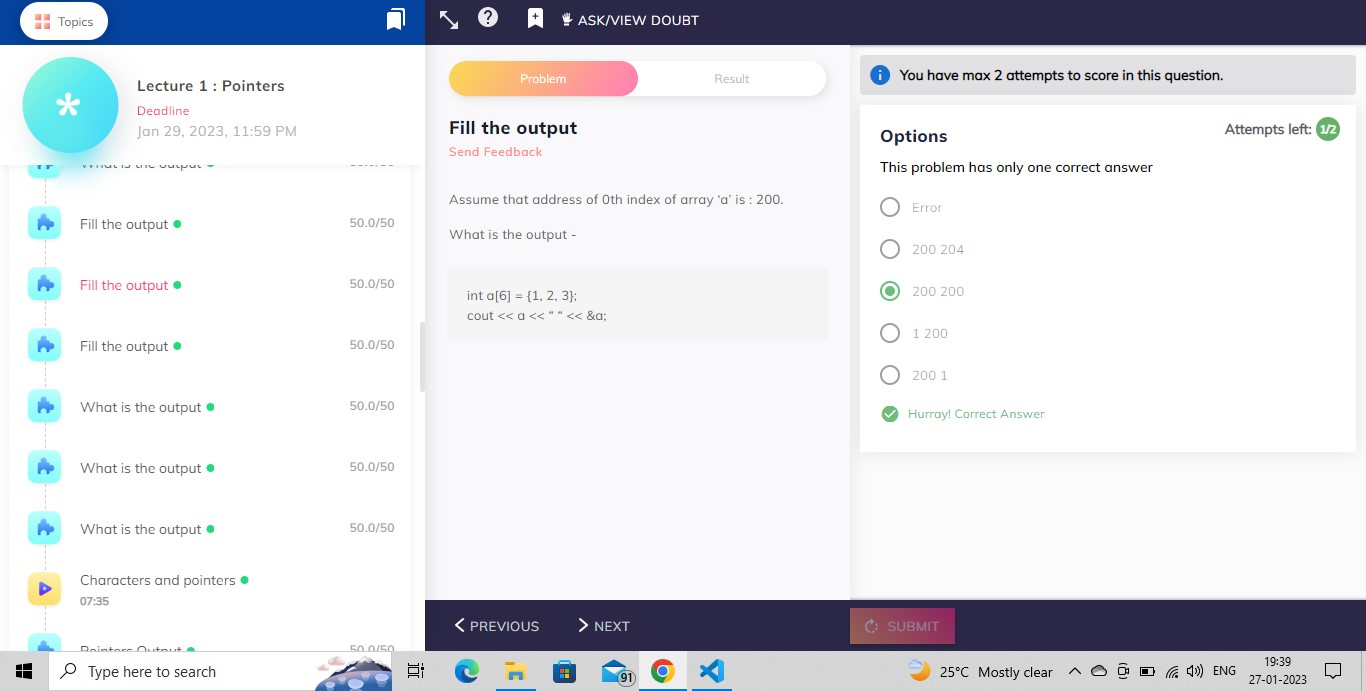 Topics
ASK/VIEW DOUBT
Lecture 1 : Pointers
Deadline
Jan 29, 2023, 11:59 PM
What is the output
50.0/50
Fill the output
50.0/50
Fill the output
50.0/50
Fill the output
50.0/50
What is the output
50.0/50
What is the output
50.0/50
What is the output
50.0/50
Characters and pointers
07:35
Pointers Output
50.0/50
Problem
Result
Fill the output
Send Feedback
Assume that address of 0th index of array ‘a’ is : 200.
What is the output -
int a[6] = {1, 2, 3};
cout << a << “ “ << &a;
PREVIOUS
NEXT
You have max 2 attempts to score in this question.
Options
Attempts left: 1/2
This problem has only one correct answer
Error
200 204
200 200
1 200
200 1
Hurray! Correct Answer
SUBMIT
Type here to search
91
25°C Mostly clear
ENG
19:39
27-01-2023